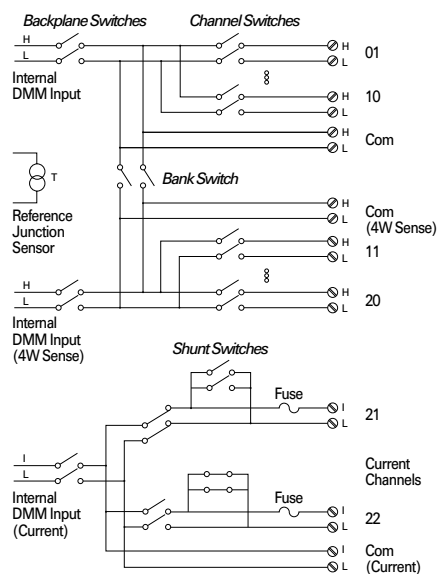 Backplane Switches
Channel Switches
H
L
Internal
DMM Input
H
L
01
H
L
10
H
L
Com
T
Reference
Junction
Sensor
Bank Switch
H
L
Com
(4W Sense)
H
L
11
H
L
20
H
L
Internal
DMM Input
(4W Sense)
Shunt Switches
Fuse
I
L
21
I
L
Internal
DMM Input
(Current)
Current
Channels
Fuse
I
L
22
I
L
Com
(Current)